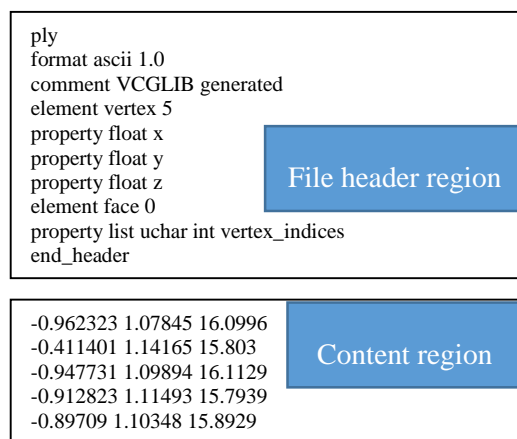 ply
format ascii 1.0
comment VCGLIB generated
element vertex 5
property float x
property float y
property float z
element face 0
property list uchar int vertex_indices
end_header
File header region
-0.962323 1.07845 16.0996
-0.411401 1.14165 15.803
-0.947731 1.09894 16.1129
-0.912823 1.11493 15.7939
-0.89709 1.10348 15.8929
Content region